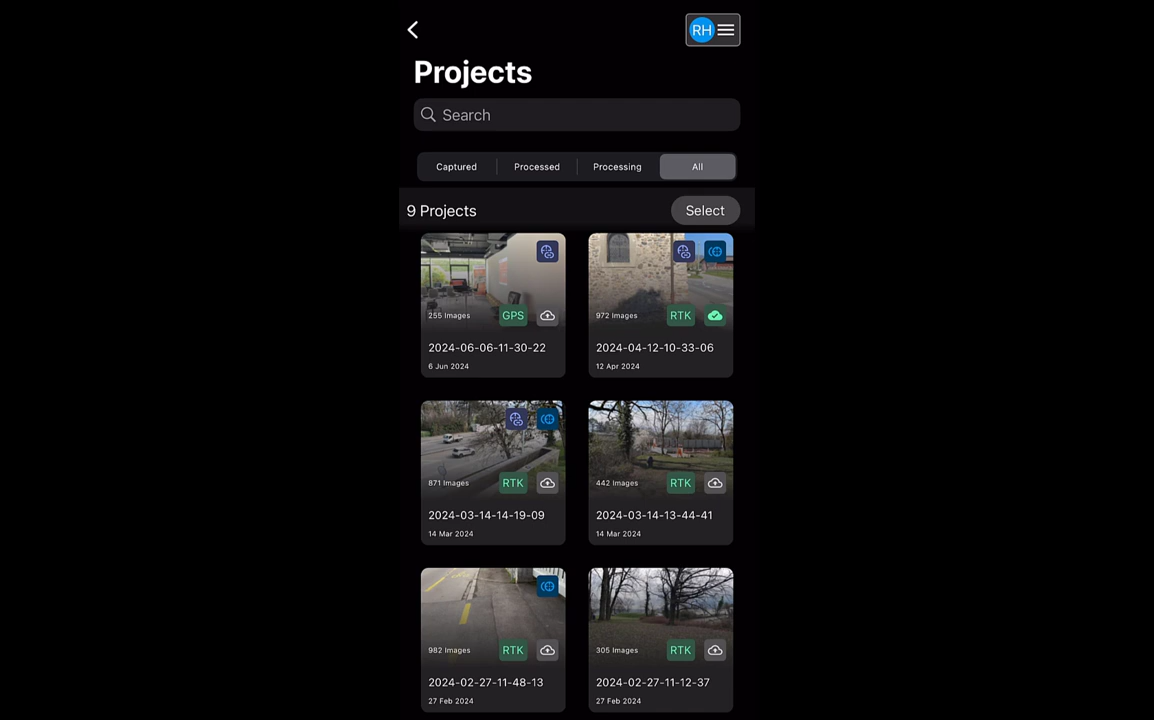 RH
Projects
Search
Captured Processed Processing All
9 Projects Select
255 Images GPS
2024-06-06-11-30-22
6 Jun 2024
972 Images RTK
2024-04-12-10-33-06
12 Apr 2024
871 Images RTK
2024-03-14-14-19-09
14 Mar 2024
442 Images RTK
2024-03-14-13-44-41
14 Mar 2024
982 Images RTK
2024-02-27-11-48-13
27 Feb 2024
305 Images RTK
2024-02-27-11-12-37
27 Feb 2024